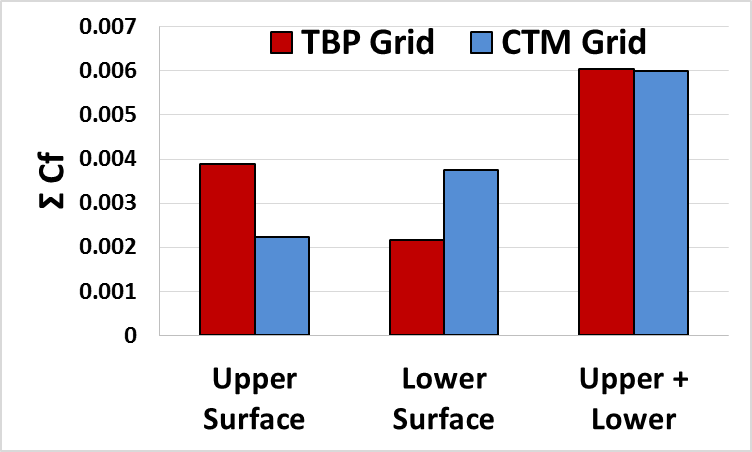 0.007
0.006
0.005
0.004
0.003
0.002
0.001
0
Σ Cf
TBP Grid
CTM Grid
Upper
Surface
Lower
Surface
Upper +
Lower